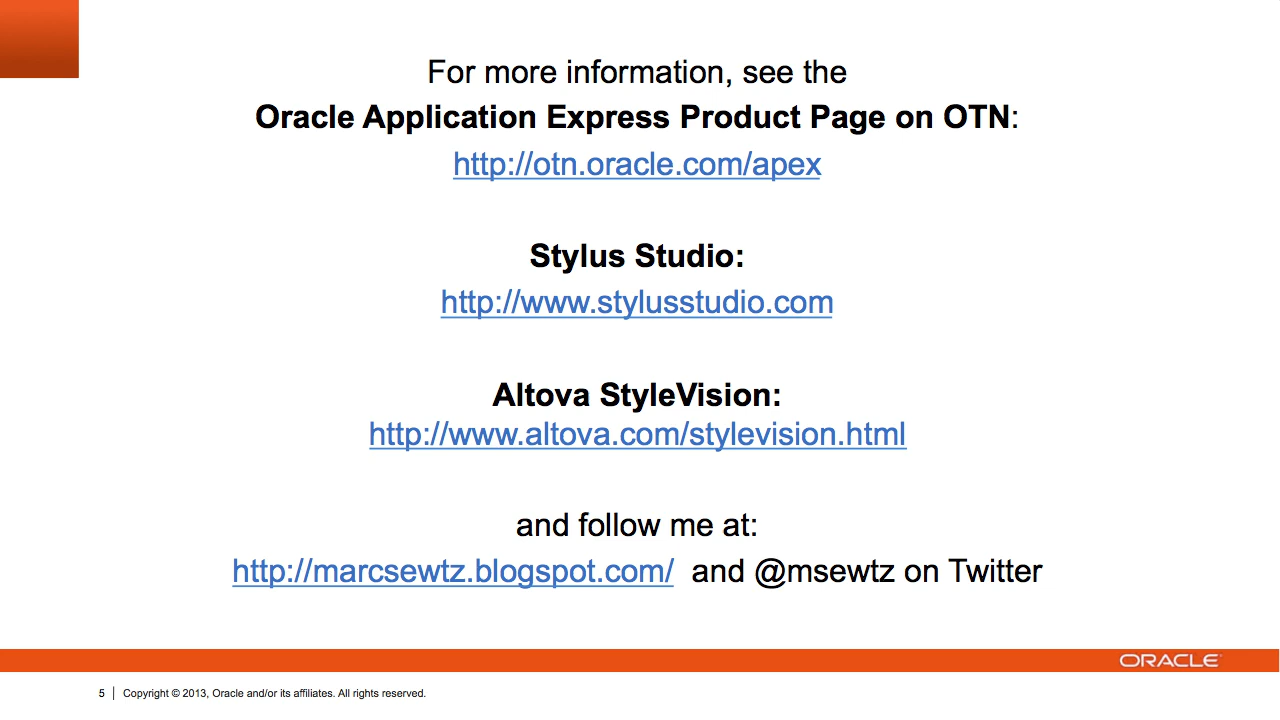 For more information, see the
Oracle Application Express Product Page on OTN:
http://otn.oracle.com/apex
Stylus Studio:
http://www.stylusstudio.com
Altova StyleVision:
http://www.altova.com/stylevision.html
and follow me at:
http://marcsewtz.blogspot.com/ and @msewtz on Twitter
ORACLE
5 | Copyright © 2013, Oracle and/or its affiliates. All rights reserved.